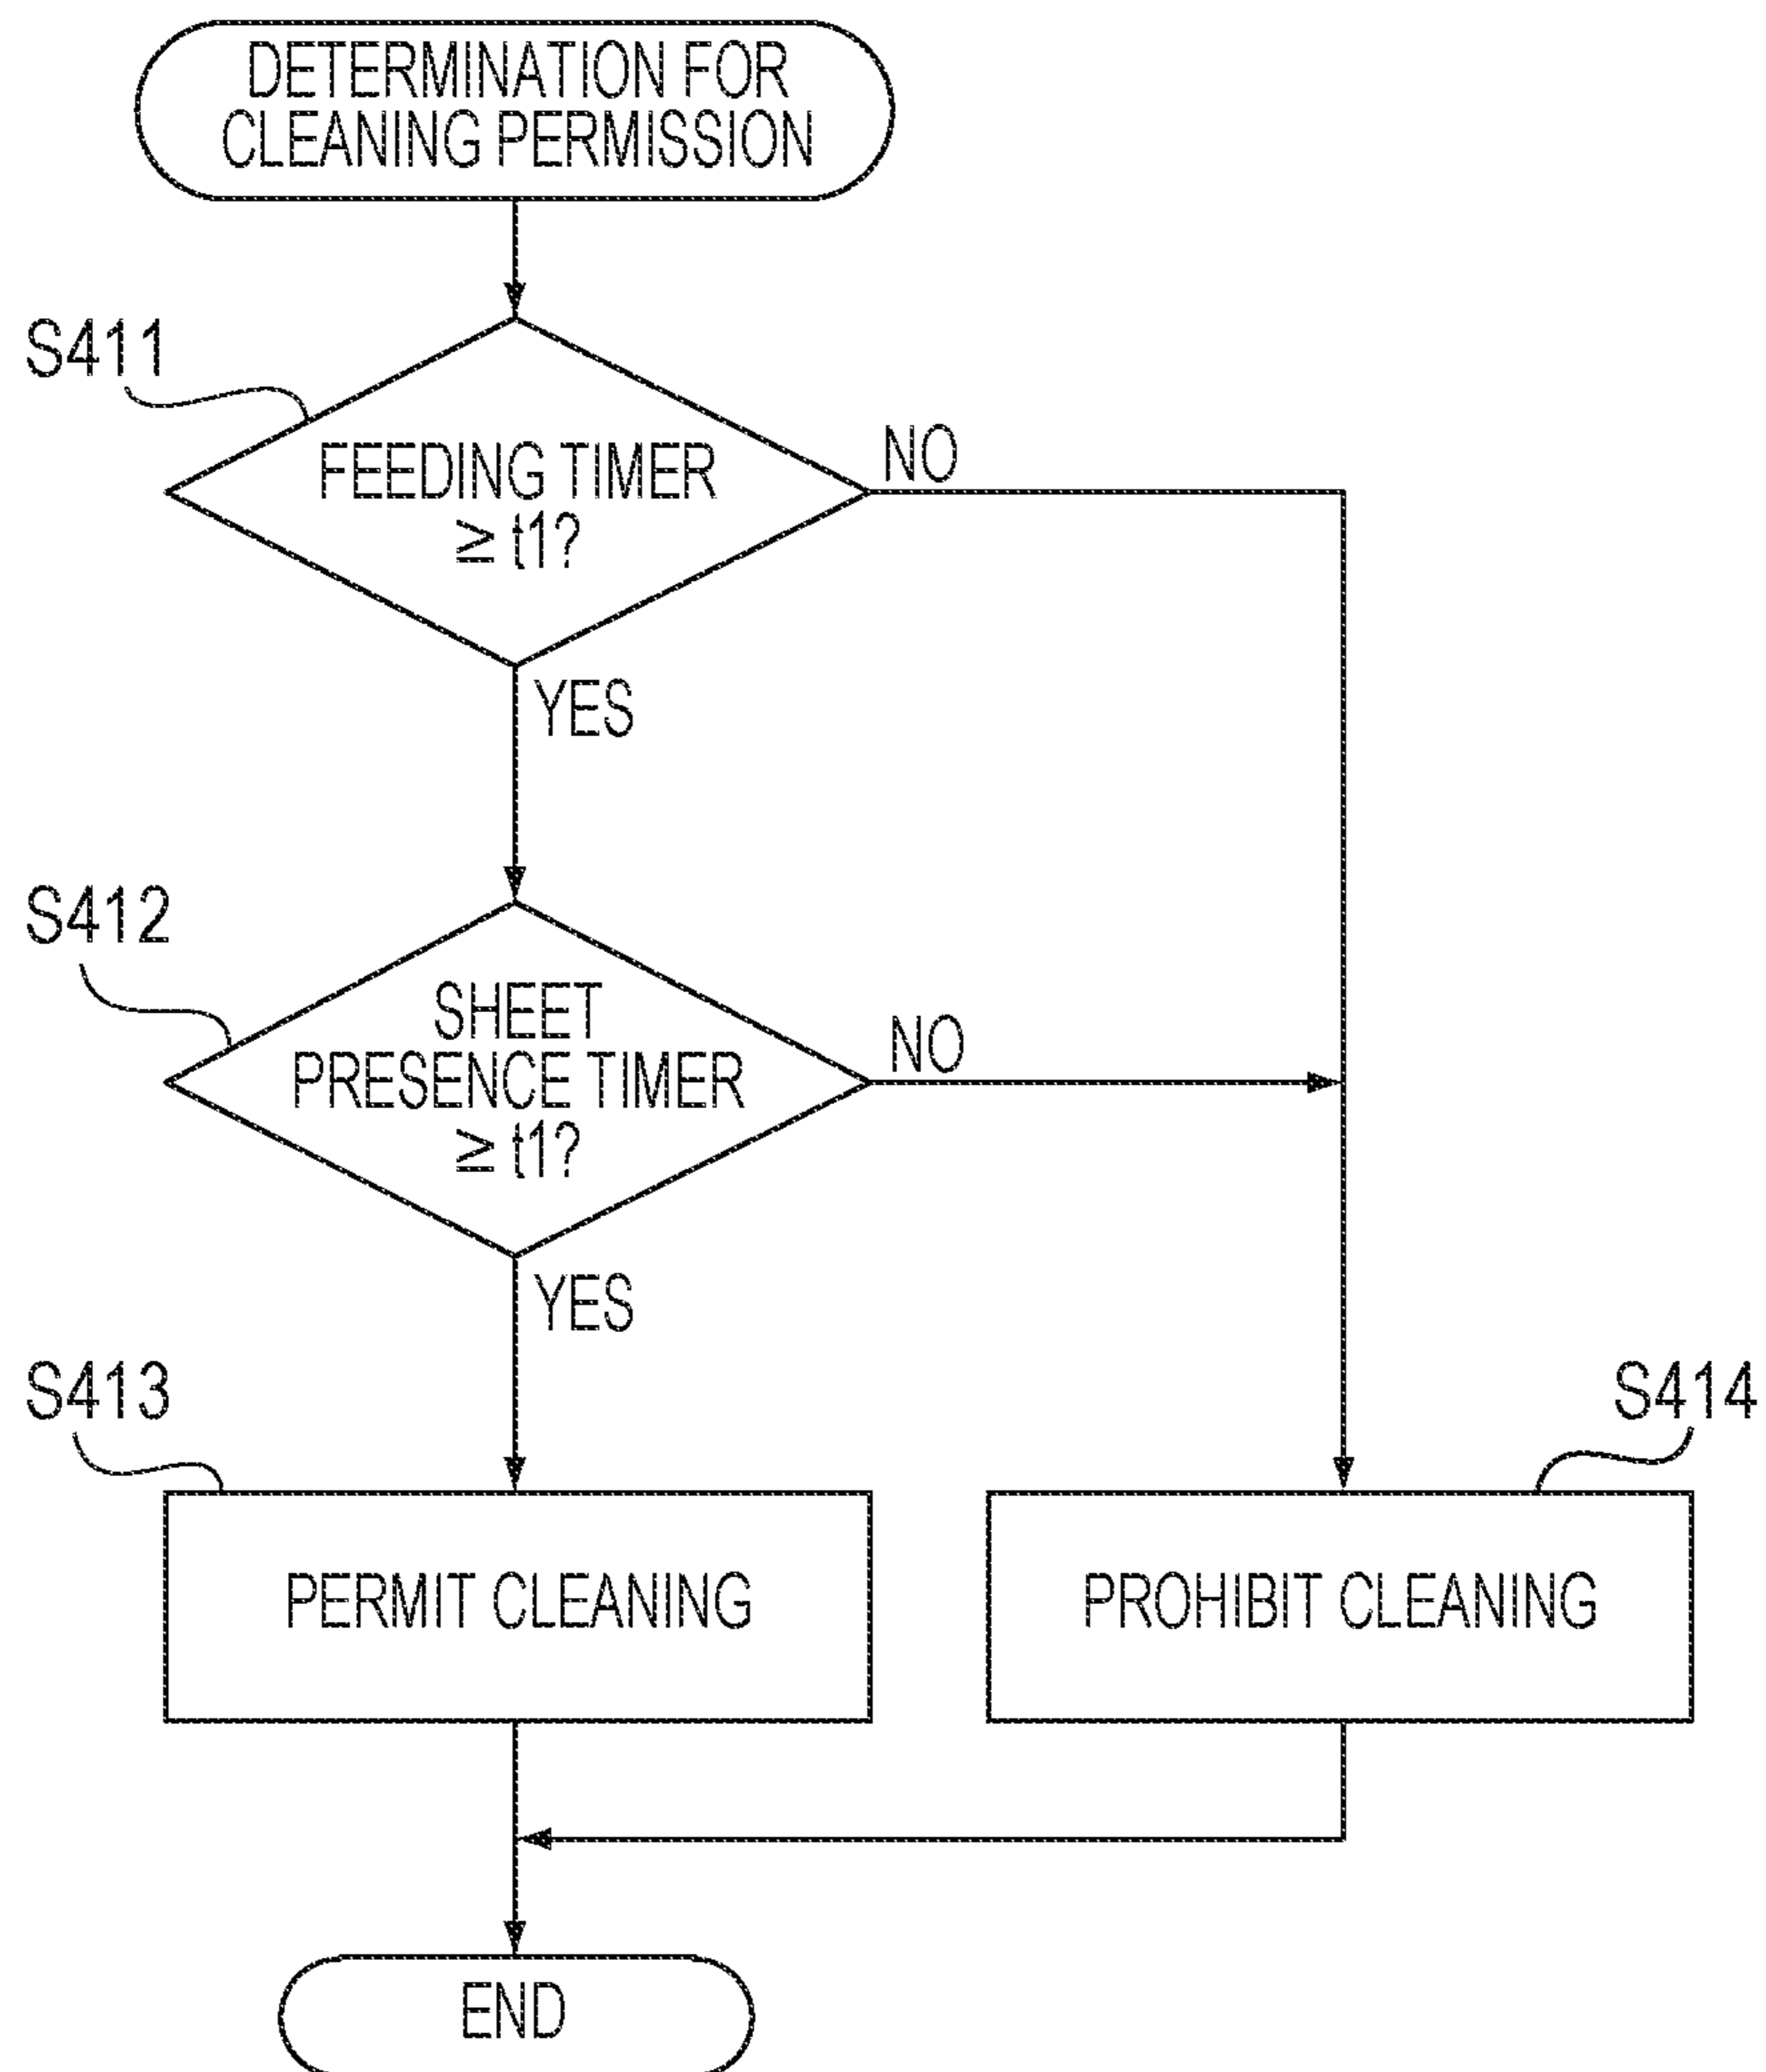 DETERMINATION FOR
CLEANING PERMISSION
S411
FEEDING TIMER
≥ t1?
NO
YES
S412
SHEET
PRESENCE TIMER
≥ t1?
NO
YES
S413
S414
PERMIT CLEANING
PROHIBIT CLEANING
END